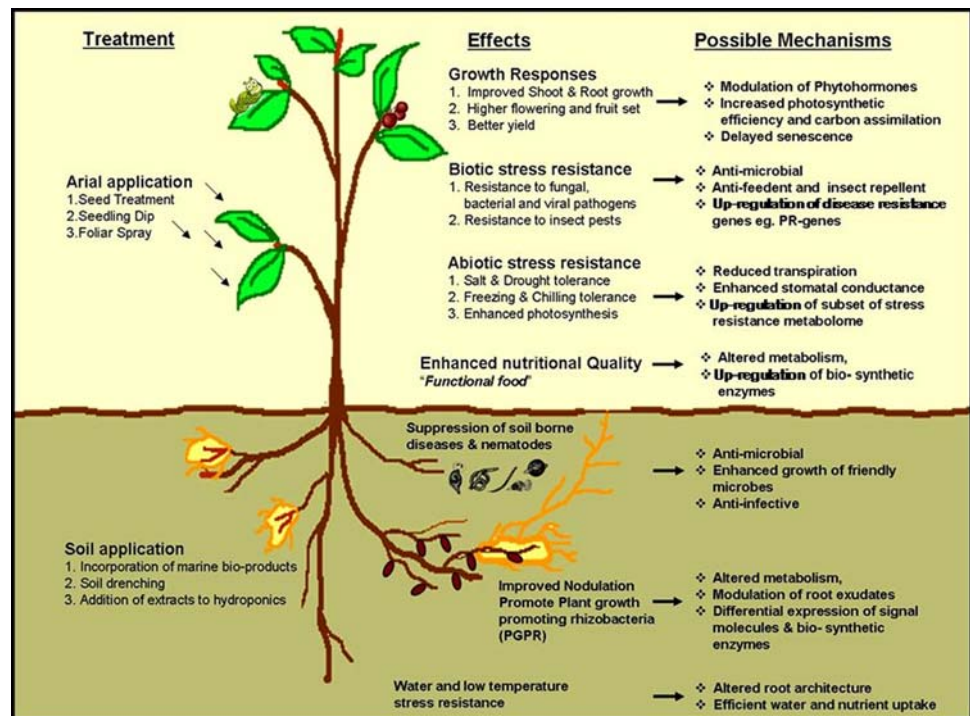 Treatment
Effects
Possible Mechanisms
Growth Responses
1. Improved Shoot & Root growth
2. Higher flowering and fruit set
3. Better yield
❖ Modulation of Phytohormones
❖ Increased photosynthetic
efficiency and carbon assimilation
❖ Delayed senescence
Arial application
1.Seed Treatment
2.Seedling Dip
3.Foliar Spray
Biotic stress resistance
1. Resistance to fungal,
bacterial and viral pathogens
2. Resistance to insect pests
❖ Anti-microbial
❖ Anti-feedent and insect repellent
❖ Up-regulation of disease resistance
genes eg. PR-genes
Abiotic stress resistance
1. Salt & Drought tolerance
2. Freezing & Chilling tolerance
3. Enhanced photosynthesis
❖ Reduced transpiration
❖ Enhanced stomatal conductance
❖ Up-regulation of subset of stress
resistance metabolome
Enhanced nutritional Quality
"Functional food"
❖ Altered metabolism,
❖ Up-regulation of bio- synthetic
enzymes
Suppression of soil borne
diseases & nematodes
❖ Anti-microbial
❖ Enhanced growth of friendly
microbes
❖ Anti-infective
Soil application
1. Incorporation of marine bio-products
2. Soil drenching
3. Addition of extracts to hydroponics
Improved Nodulation
Promote Plant growth
promoting rhizobacteria
(PGPR)
❖ Altered metabolism,
❖ Modulation of root exudates
❖ Differential expression of signal
molecules & bio- synthetic
enzymes
Water and low temperature
stress resistance
❖ Altered root architecture
❖ Efficient water and nutrient uptake